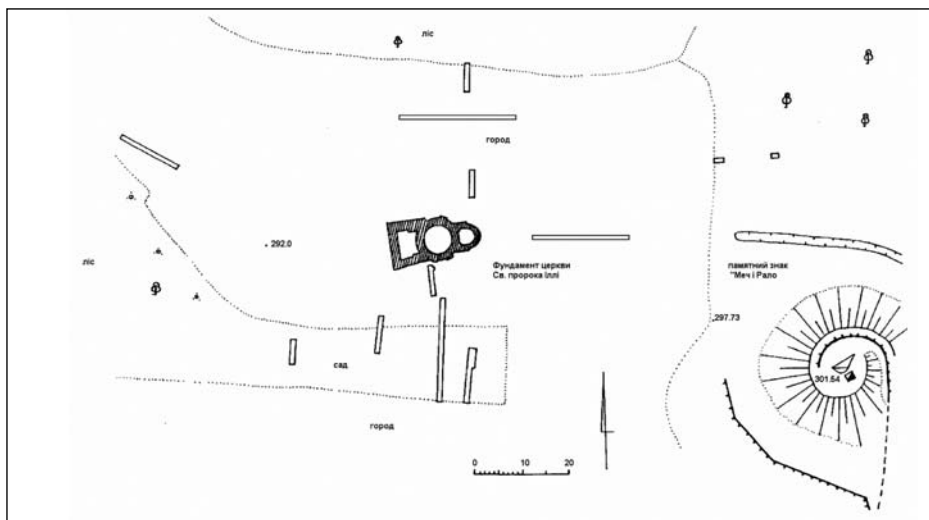 ліс
город
292.0
ліс
Фундамент церкви
Св. пророка Іллі
памятний знак
"Меч і Рало
297.73
301.54
сад
город
0 10 20